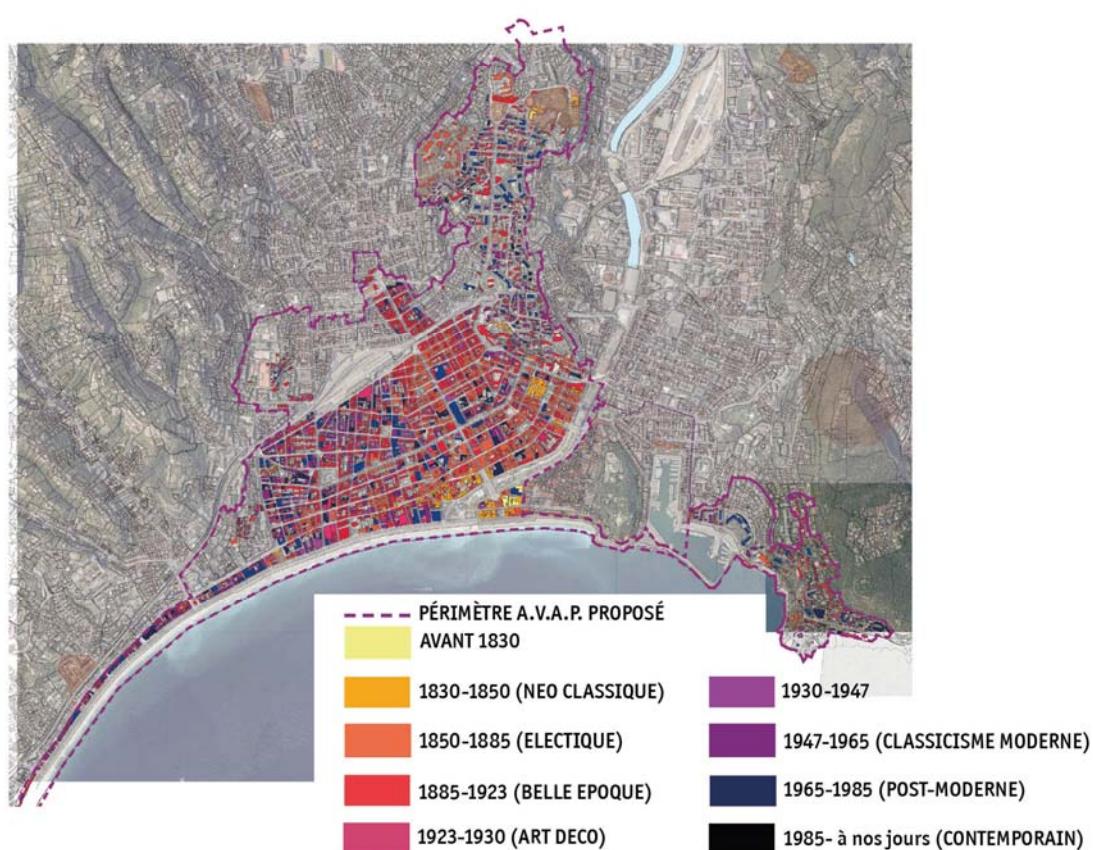 PÉRIMÈTRE A.V.A.P. PROPOSÉ
AVANT 1830
1830-1850 (NEO CLASSIQUE)
1850-1885 (ELECTIQUE)
1885-1923 (BELLE EPOQUE)
1923-1930 (ART DECO)
1930-1947
1947-1965 (CLASSICISME MODERNE)
1965-1985 (POST-MODERNE)
1985- à nos jours (CONTEMPORAIN)